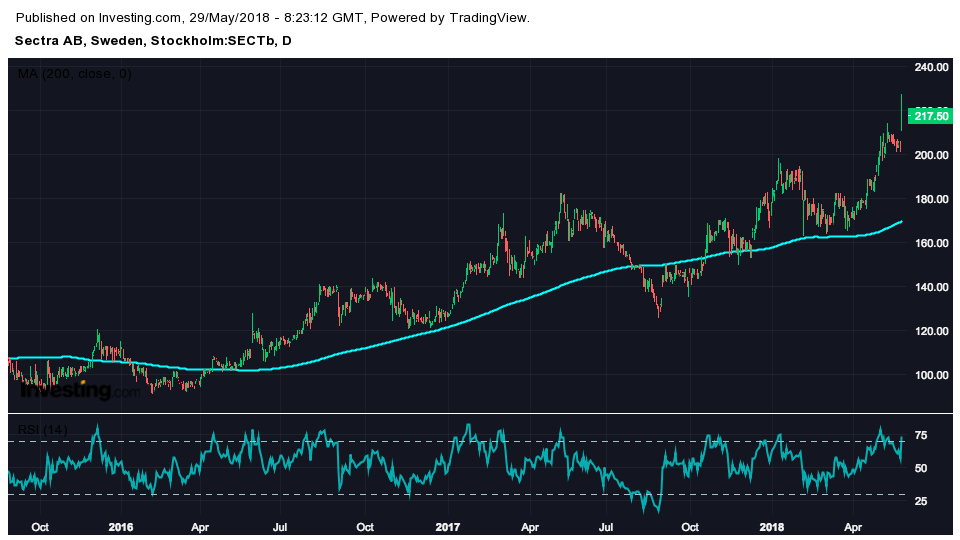 Published on Investing.com, 29/May/2018 - 8:23:12 GMT, Powered by TradingView.
Sectra AB, Sweden, Stockholm:SECTb, D
MA (200, close, 0)
240.00
217.50
200.00
180.00
160.00
140.00
120.00
100.00
Investing.com
RSI (14)
75
50
25
Oct 2016 Apr Jul Oct 2017 Apr Jul Oct 2018 Apr